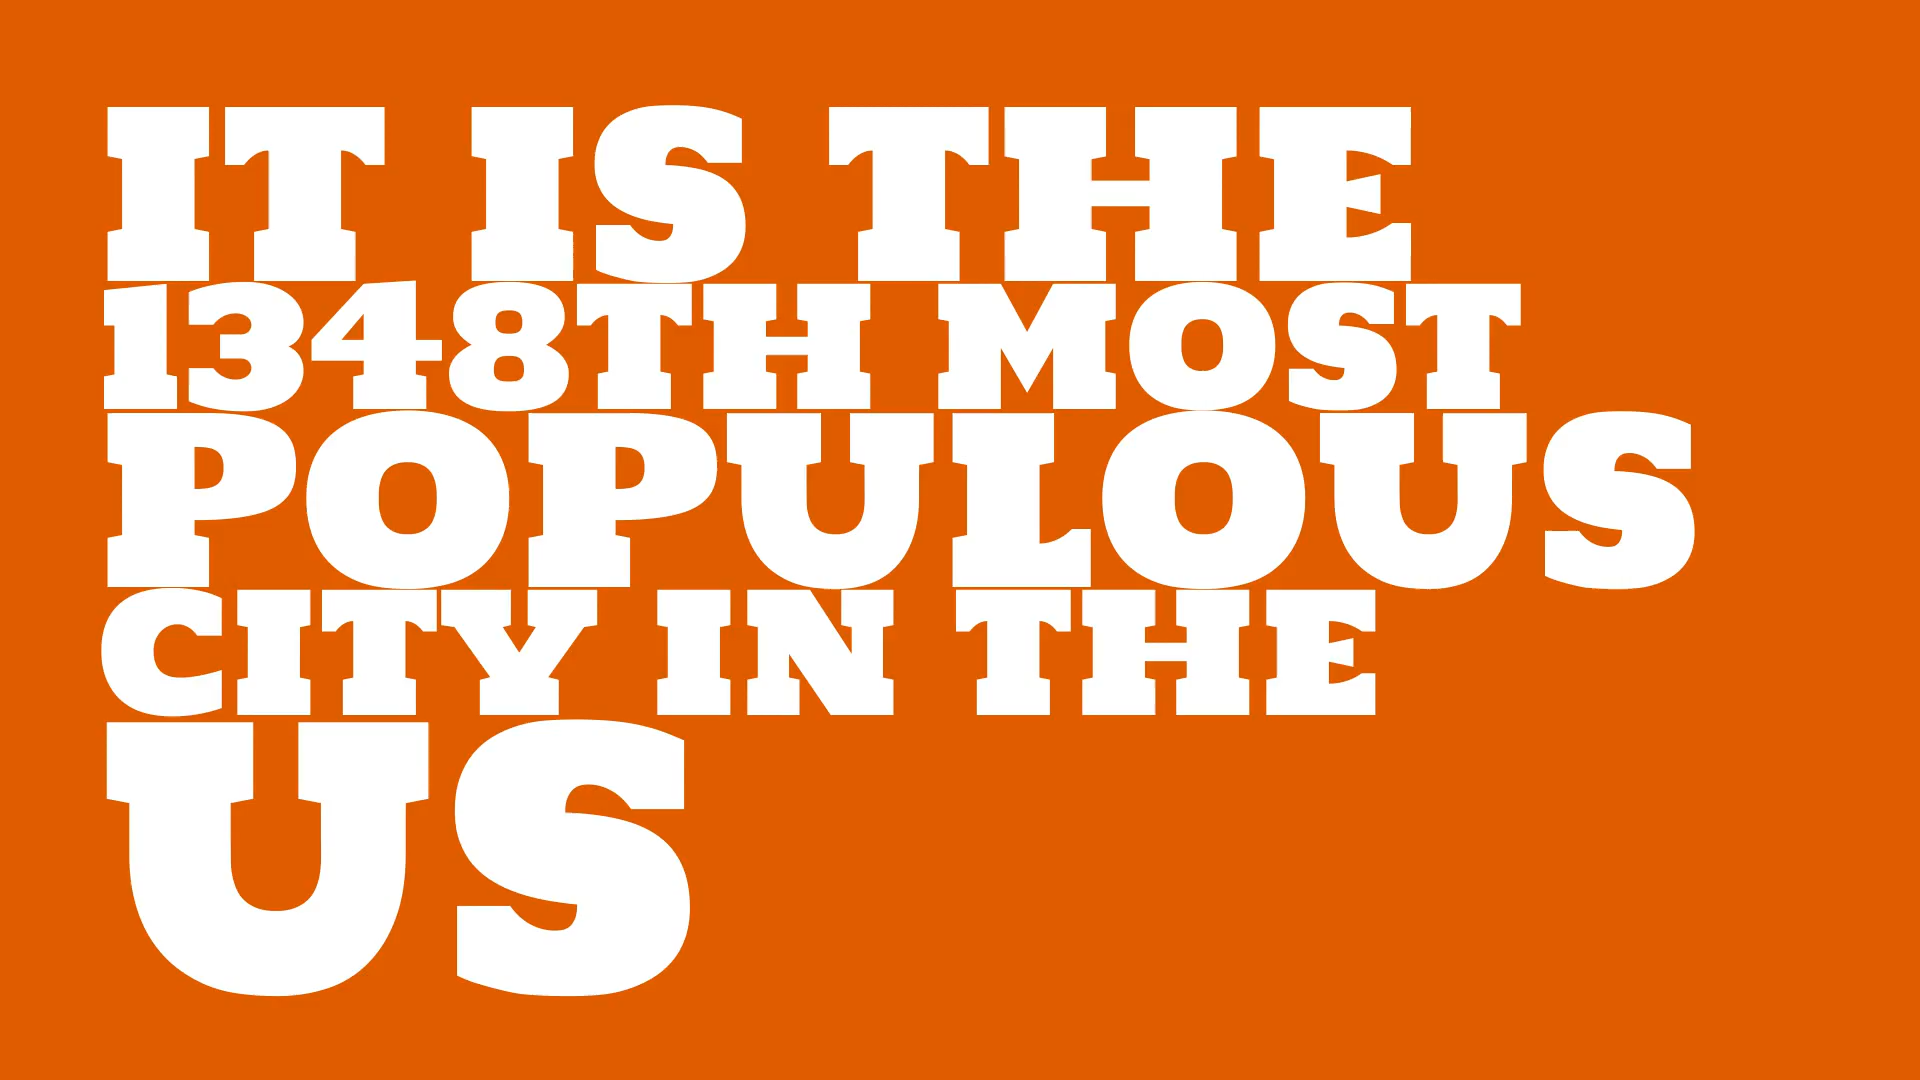 IT IS THE
1348TH MOST
POPULOUS
CITY IN THE
US